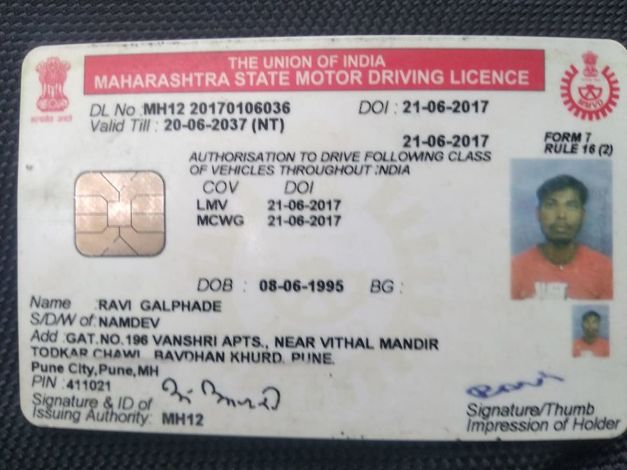 THE UNION OF INDIA
MAHARASHTRA STATE MOTOR DRIVING LICENCE
DL No : MH12 20170106036 DOI : 21-06-2017
Valid Till : 20-06-2037 (NT)
21-06-2017
FORM 7
RULE 16 (2)
AUTHORISATION TO DRIVE FOLLOWING CLASS
OF VEHICLES THROUGHOUT INDIA
COV DOI
LMV 21-06-2017
MCWG 21-06-2017
DOB : 08-06-1995 BG :
Name : RAVI GALPHADE
S/D/W of : NAMDEV
Add : GAT.NO.196 VANSHRI APTS., NEAR VITHAL MANDIR
TODKAR CHAWL, BAVDHAN KHURD, PUNE.
Pune City,Pune,MH
PIN : 411021
Signature & ID of
Issuing Authority: MH12
Signature/Thumb
Impression of Holder
सत्यमेव जयते
MMVD